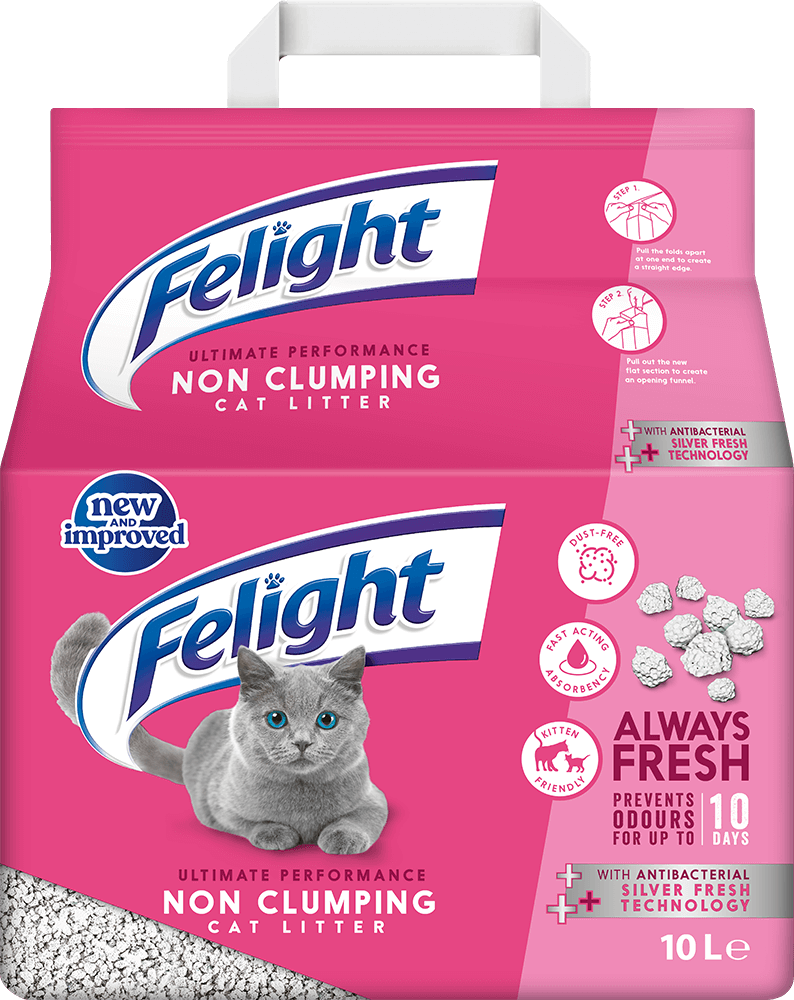 Felight
ULTIMATE PERFORMANCE
NON CLUMPING
CAT LITTER
STEP 1.
Pull the folds apart
at one end to create
a straight edge.
STEP 2.
Pull out the new
flat section to create
an opening funnel.
WITH ANTIBACTERIAL
SILVER FRESH
TECHNOLOGY
new
AND
improved
Felight
DUST-FREE
FAST ACTING
ABSORBENCY
KITTEN
FRIENDLY
ALWAYS
FRESH
PREVENTS
ODOURS
FOR UP TO
10
DAYS
ULTIMATE PERFORMANCE
NON CLUMPING
CAT LITTER
WITH ANTIBACTERIAL
SILVER FRESH
TECHNOLOGY
10 L℮